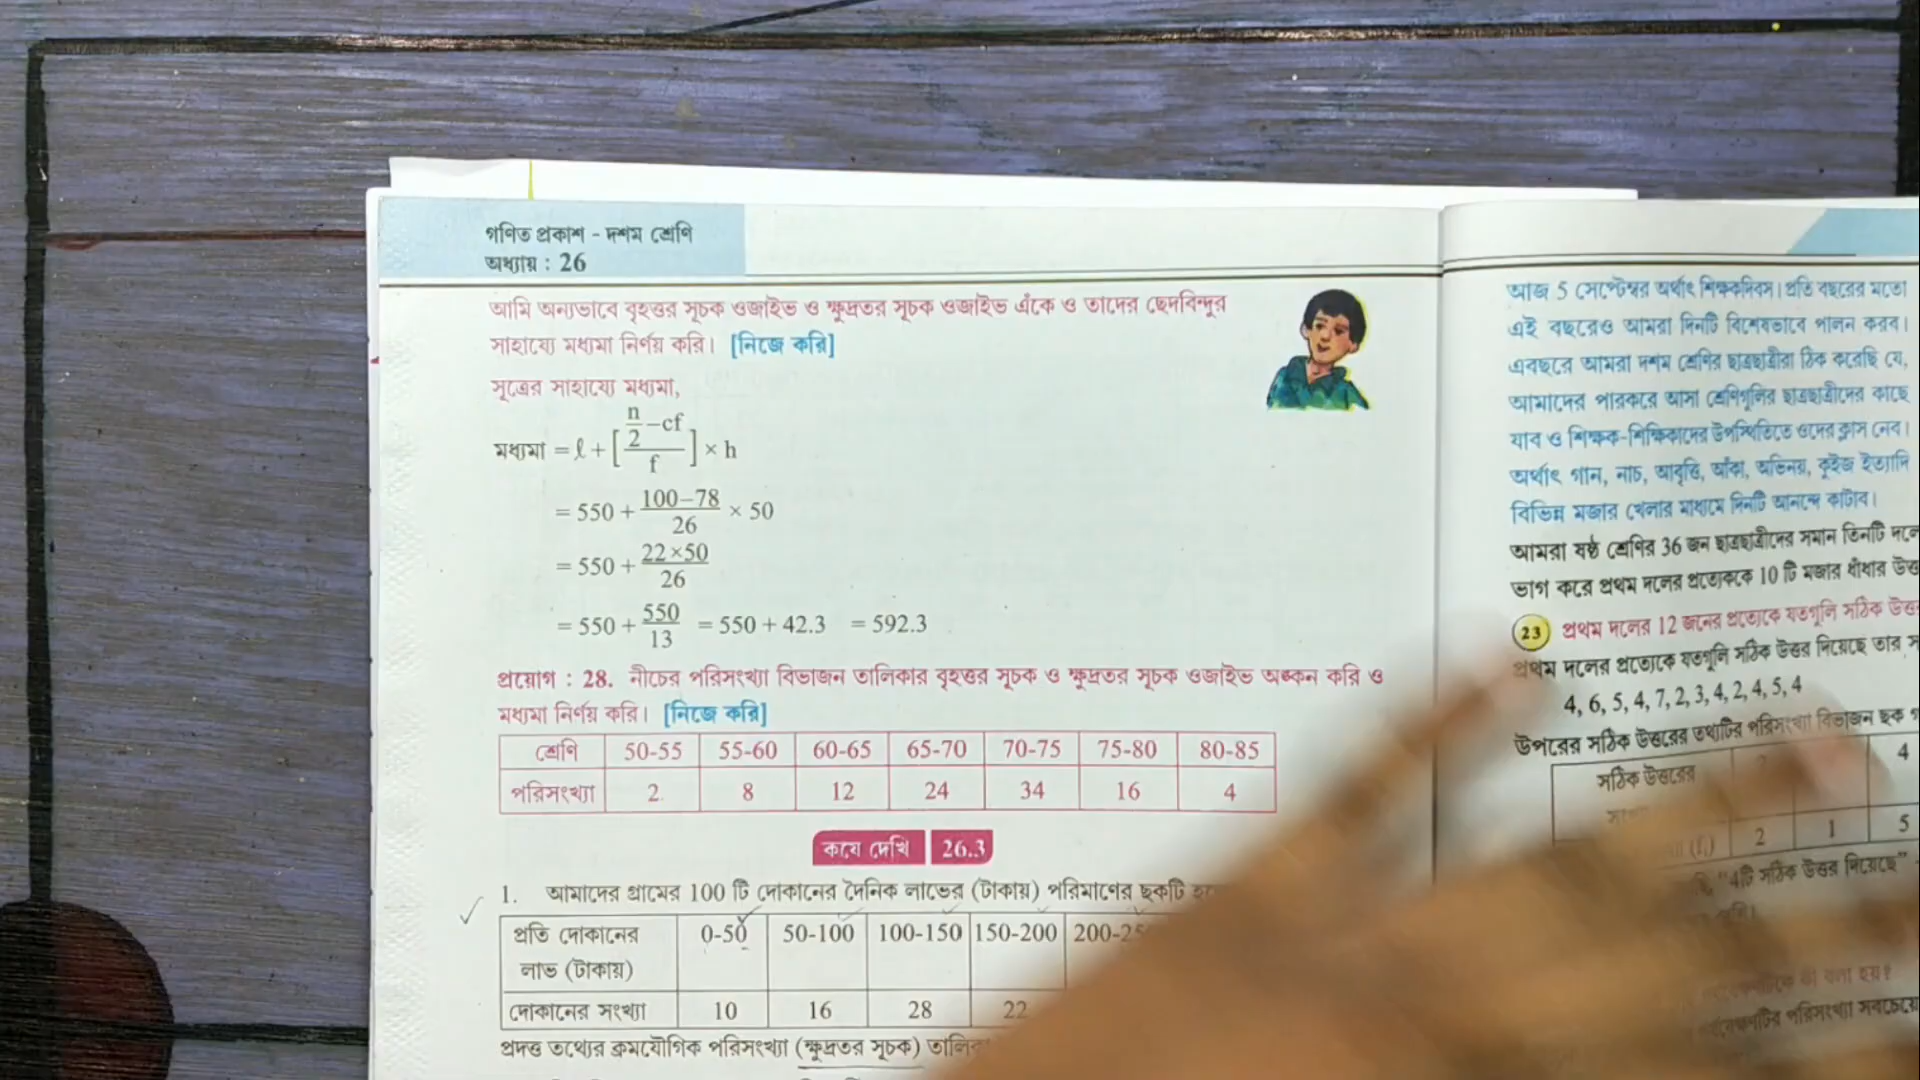 গণিত প্রকাশ - দশম শ্রেণি
অধ্যায় : 26
আমি অন্যভাবে বৃহত্তর সূচক ওজাইভ ও ক্ষুদ্রতর সূচক ওজাইভ এঁকে ও তাদের ছেদবিন্দুর
সাহায্যে মধ্যমা নির্ণয় করি। [নিজে করি]
সূত্রের সাহায্যে মধ্যমা,
মধ্যমা = ℓ + [ (n/2 – cf) / f ] × h
= 550 + (100–78)/26 × 50
= 550 + (22×50)/26
= 550 + 550/13 = 550 + 42.3 = 592.3
প্রয়োগ : 28. নীচের পরিসংখ্যা বিভাজন তালিকার বৃহত্তর সূচক ও ক্ষুদ্রতর সূচক ওজাইভ অঙ্কন করি ও
মধ্যমা নির্ণয় করি। [নিজে করি]
শ্রেণি 50-55 55-60 60-65 65-70 70-75 75-80 80-85
পরিসংখ্যা 2 8 12 24 34 16 4
কষে দেখি 26.3
1. আমাদের গ্রামের 100 টি দোকানের দৈনিক লাভের (টাকায়) পরিমাণের ছকটি
প্রতি দোকানের 0-50 50-100 100-150 150-200
লাভ (টাকায়)
দোকানের সংখ্যা 10 16 28 22
প্রদত্ত তথ্যের ক্রমযৌগিক পরিসংখ্যা (ক্ষুদ্রতর সূচক)
আজ 5 সেপ্টেম্বর অর্থাৎ শিক্ষকদিবস। প্রতি বছরের মতো
এই বছরেও আমরা দিনটি বিশেষভাবে পালন করব।
এবছরে আমরা দশম শ্রেণির ছাত্রছাত্রীরা ঠিক করেছি যে,
আমাদের পারকরে আসা শ্রেণিগুলির ছাত্রছাত্রীদের কাছে
যাব ও শিক্ষক-শিক্ষিকাদের উপস্থিতিতে ওদের ক্লাস নেব।
অর্থাৎ গান, নাচ, আবৃত্তি, আঁকা, অভিনয়, কুইজ ইত্যাদি
বিভিন্ন মজার খেলার মাধ্যমে দিনটি আনন্দে কাটাব।
আমরা ষষ্ঠ শ্রেণির 36 জন ছাত্রছাত্রীদের সমান তিনটি
ভাগ করে প্রথম দলের প্রত্যেককে 10 টি মজার ধাঁধার
23 প্রথম দলের 12 জনের প্রত্যেকে যতগুলি সঠিক
প্রথম দলের প্রত্যেকে যতগুলি সঠিক উত্তর দিয়েছে তার
4, 6, 5, 4, 7, 2, 3, 4, 2, 4, 5, 4
উপরের সঠিক উত্তরের তথ্যটির পরিসংখ্যা বিভাজন ছক
সঠিক উত্তরের 4
2 1 5
"4টি সঠিক উত্তর দিয়েছে"